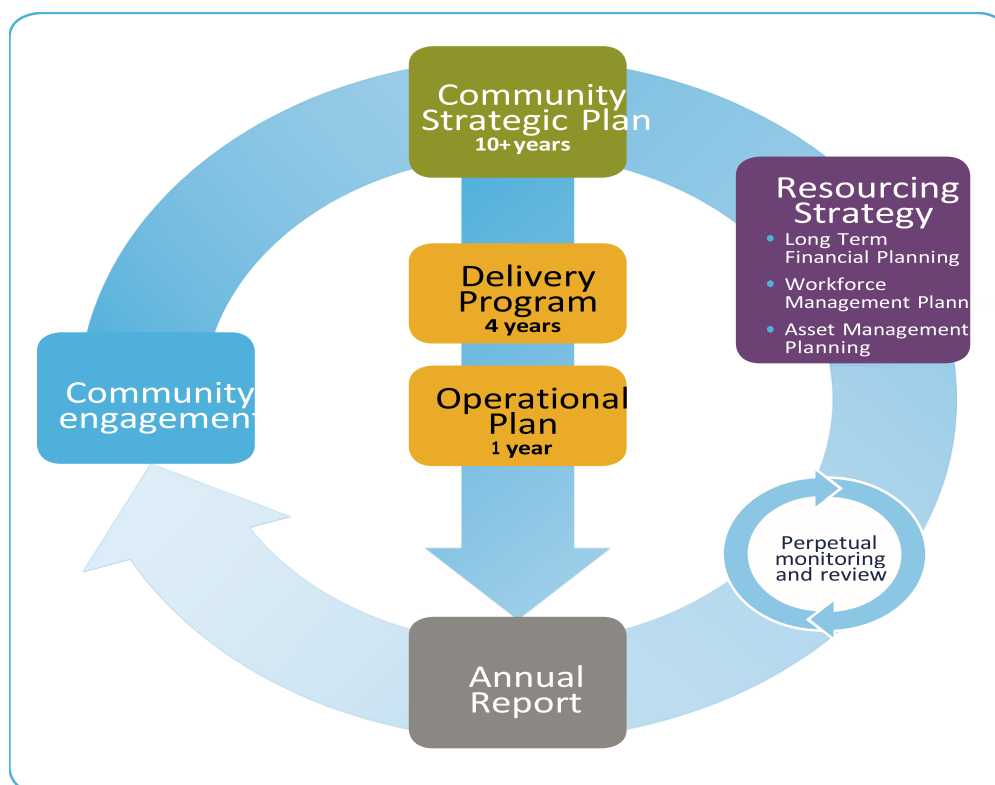 Community
Strategic Plan
10+ years
Resourcing
Strategy
• Long Term
Financial Planning
• Workforce
Management Plann
• Asset Management
Planning
Delivery
Program
4 years
Community
engagement
Operational
Plan
1 year
Perpetual
monitoring
and review
Annual
Report